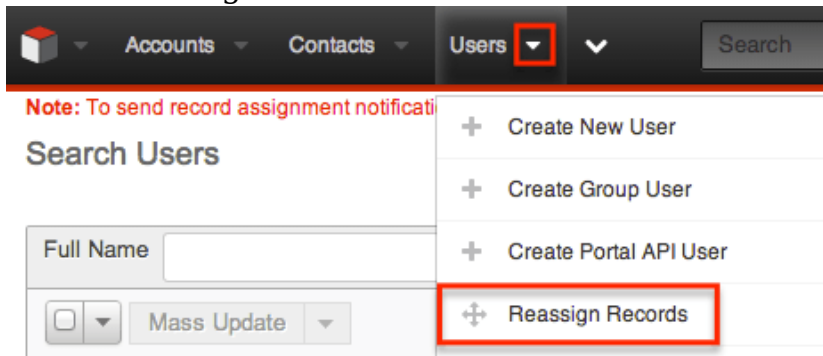 Accounts Contacts Users Search
Note: To send record assignment notificati
Create New User
Search Users
Create Group User
Full Name
Create Portal API User
Mass Update
Reassign Records